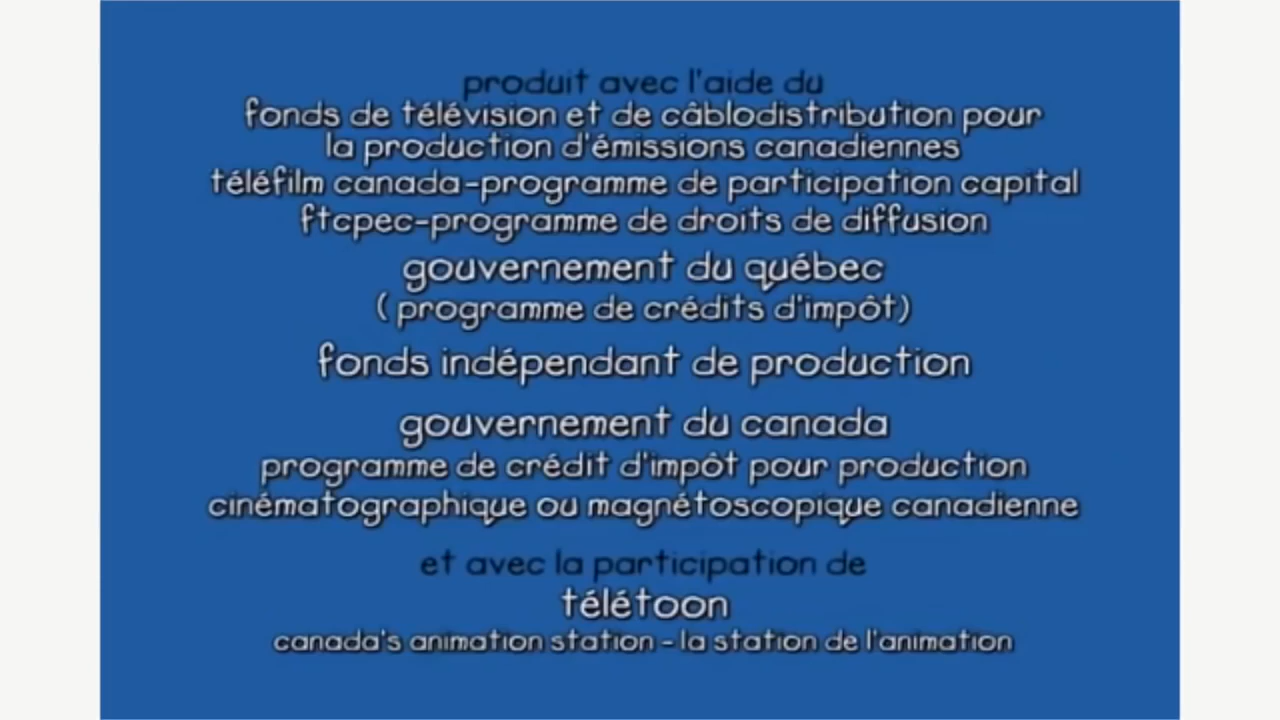 produit avec l'aide du
fonds de télévision et de câblodistribution pour
la production d'émissions canadiennes
téléfilm canada-programme de participation capital
ftcpec-programme de droits de diffusion
gouvernement du québec
( programme de crédits d'impôt)
fonds indépendant de production
gouvernement du canada
programme de crédit d'impôt pour production
cinématographique ou magnétoscopique canadienne
et avec la participation de
télétoon
canada's animation station - la station de l'animation